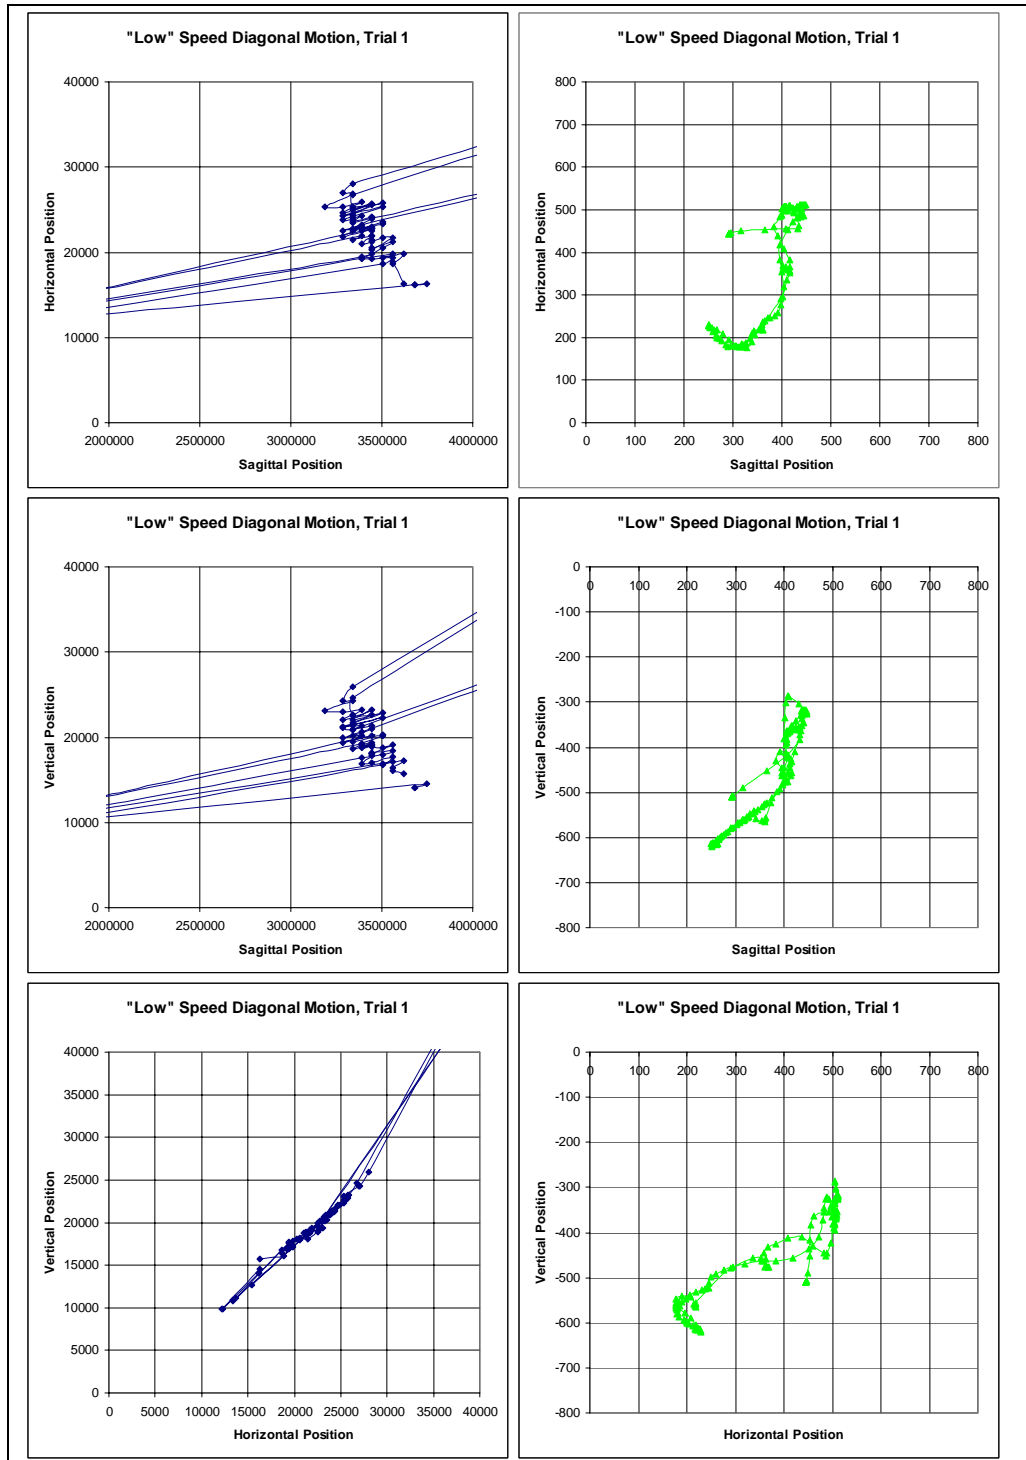 "Low" Speed Diagonal Motion, Trial 1
40000
30000
20000
10000
0
Horizontal Position
2000000 2500000 3000000 3500000 4000000
Sagittal Position
"Low" Speed Diagonal Motion, Trial 1
800
700
600
500
400
300
200
100
0
Horizontal Position
0 100 200 300 400 500 600 700 800
Sagittal Position
"Low" Speed Diagonal Motion, Trial 1
40000
30000
20000
10000
0
Vertical Position
2000000 2500000 3000000 3500000 4000000
Sagittal Position
"Low" Speed Diagonal Motion, Trial 1
0
-100
-200
-300
-400
-500
-600
-700
-800
Vertical Position
0 100 200 300 400 500 600 700 800
Sagittal Position
"Low" Speed Diagonal Motion, Trial 1
40000
35000
30000
25000
20000
15000
10000
5000
0
Vertical Position
0 5000 10000 15000 20000 25000 30000 35000 40000
Horizontal Position
"Low" Speed Diagonal Motion, Trial 1
0
-100
-200
-300
-400
-500
-600
-700
-800
Vertical Position
0 100 200 300 400 500 600 700 800
Horizontal Position